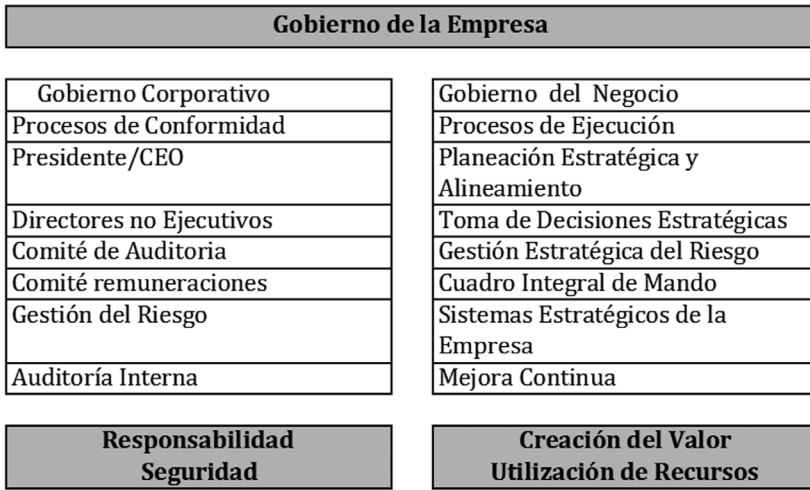 Gobierno de la Empresa
Gobierno Corporativo
Procesos de Conformidad
Presidente/CEO
Directores no Ejecutivos
Comité de Auditoria
Comité remuneraciones
Gestión del Riesgo
Auditoría Interna
Responsabilidad
Seguridad
Gobierno del Negocio
Procesos de Ejecución
Planeación Estratégica y
Alineamiento
Toma de Decisiones Estratégicas
Gestión Estratégica del Riesgo
Cuadro Integral de Mando
Sistemas Estratégicos de la
Empresa
Mejora Continua
Creación del Valor
Utilización de Recursos